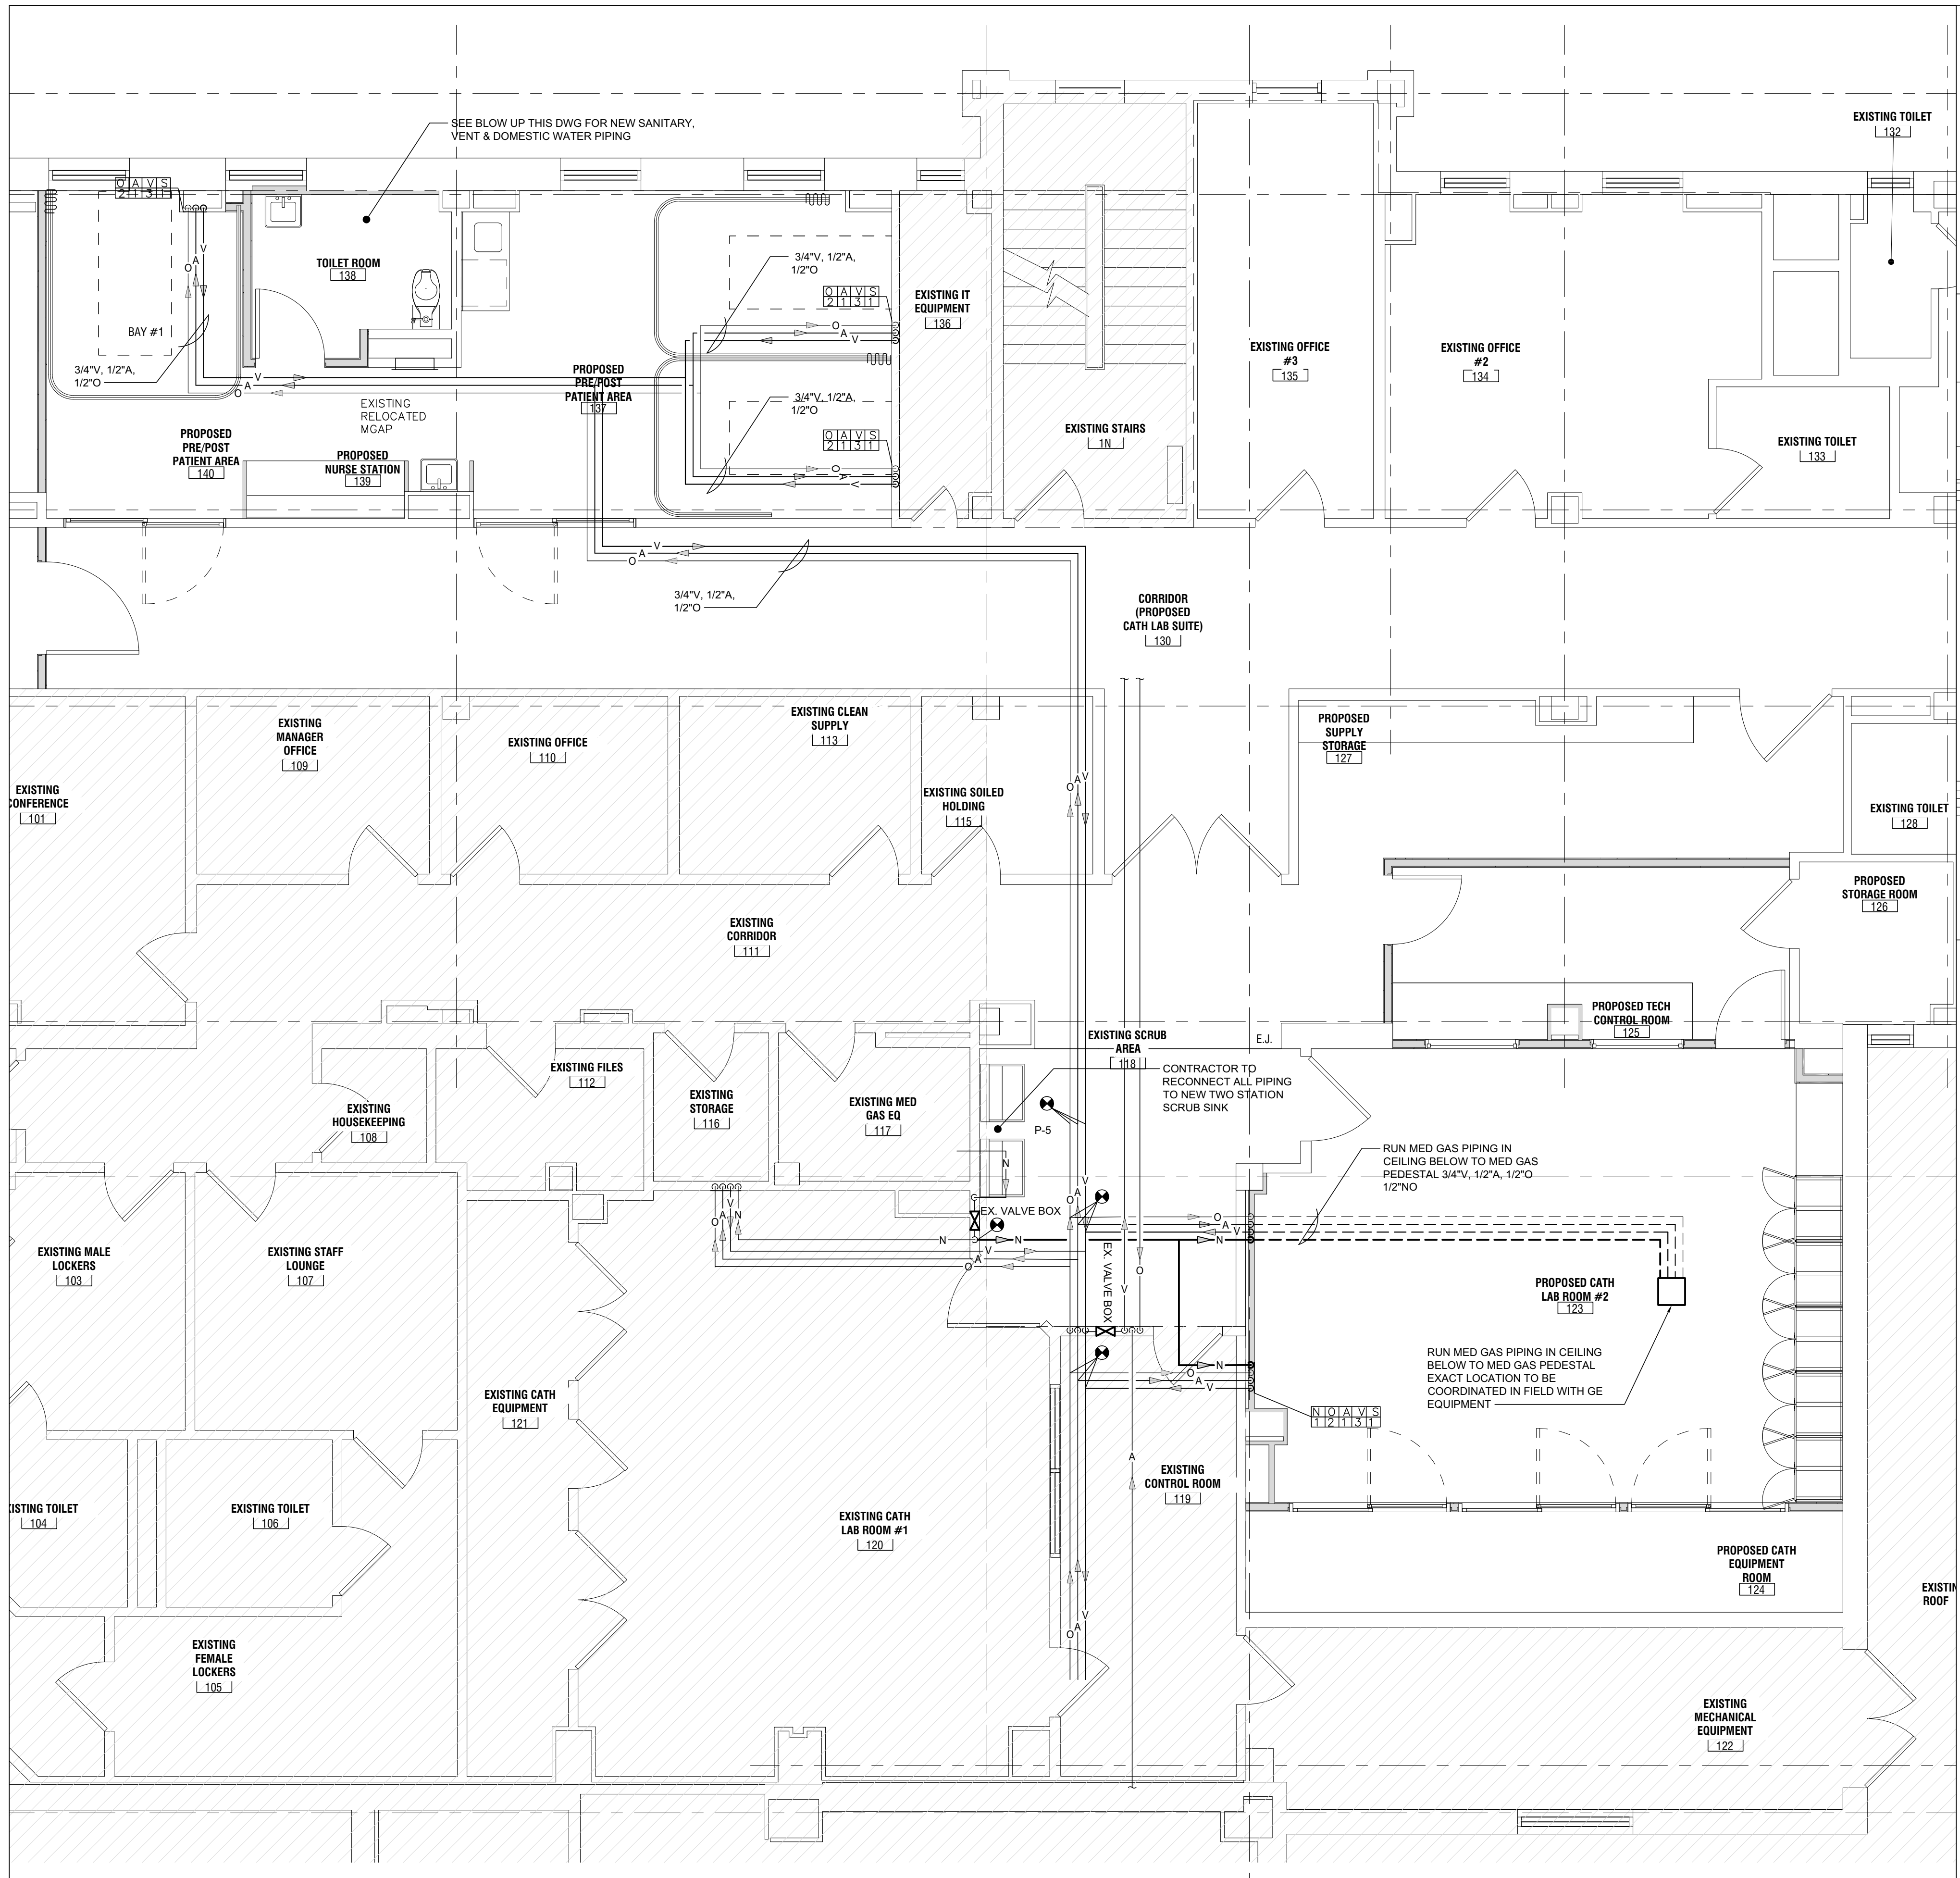 SEE BLOW UP THIS DWG FOR NEW SANITARY,
VENT & DOMESTIC WATER PIPING
EXISTING TOILET
132
O A V S
2 1 3 1
V
A
O
TOILET ROOM
138
BAY #1
3/4"V, 1/2"A,
1/2"O
3/4"V, 1/2"A,
1/2"O
O A V S
2 1 3 1
O
A
V
EXISTING IT
EQUIPMENT
136
EXISTING OFFICE
#3
135
EXISTING OFFICE
#2
134
V
A
O
PROPOSED
PRE/POST
PATIENT AREA
137
3/4"V, 1/2"A,
1/2"O
EXISTING
RELOCATED
MGAP
PROPOSED
PRE/POST
PATIENT AREA
140
PROPOSED
NURSE STATION
139
O A V S
2 1 3 1
O
A
V
EXISTING STAIRS
1N
EXISTING TOILET
133
V
A
O
3/4"V, 1/2"A,
1/2"O
CORRIDOR
(PROPOSED
CATH LAB SUITE)
130
EXISTING
MANAGER
OFFICE
109
EXISTING OFFICE
110
EXISTING CLEAN
SUPPLY
113
PROPOSED
SUPPLY
STORAGE
127
EXISTING
CONFERENCE
101
EXISTING SOILED
HOLDING
115
O
A
V
EXISTING TOILET
128
PROPOSED
STORAGE ROOM
126
EXISTING
CORRIDOR
111
PROPOSED TECH
CONTROL ROOM
125
EXISTING SCRUB
AREA
118
E.J.
CONTRACTOR TO
RECONNECT ALL PIPING
TO NEW TWO STATION
SCRUB SINK
P-5
EXISTING FILES
112
EXISTING
HOUSEKEEPING
108
EXISTING
STORAGE
116
EXISTING MED
GAS EQ
117
N
RUN MED GAS PIPING IN
CEILING BELOW TO MED GAS
PEDESTAL 3/4"V, 1/2"A, 1/2"O
1/2"NO
O
A
V
N
EX. VALVE BOX
O
A
V
O
A
V
N
N
N
V
A
O
EX. VALVE BOX
V
O
EXISTING MALE
LOCKERS
103
EXISTING STAFF
LOUNGE
107
PROPOSED CATH
LAB ROOM #2
123
RUN MED GAS PIPING IN CEILING
BELOW TO MED GAS PEDESTAL
EXACT LOCATION TO BE
COORDINATED IN FIELD WITH GE
EQUIPMENT
N
O
A
V
N O A V S
1 2 1 3 1
EXISTING CATH
EQUIPMENT
121
A
EXISTING
CONTROL ROOM
119
EXISTING TOILET
104
EXISTING TOILET
106
EXISTING CATH
LAB ROOM #1
120
PROPOSED CATH
EQUIPMENT
ROOM
124
EXISTIN
ROOF
O
A
V
EXISTING
FEMALE
LOCKERS
105
EXISTING
MECHANICAL
EQUIPMENT
122